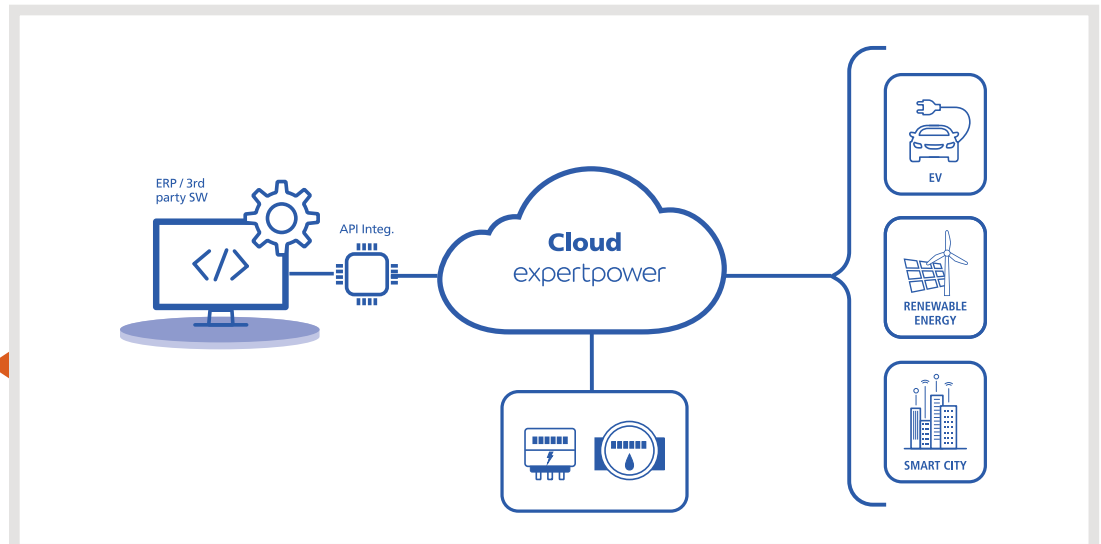 ERP / 3rd
party SW
API Integ.
Cloud
expertpower
EV
RENEWABLE
ENERGY
SMART CITY